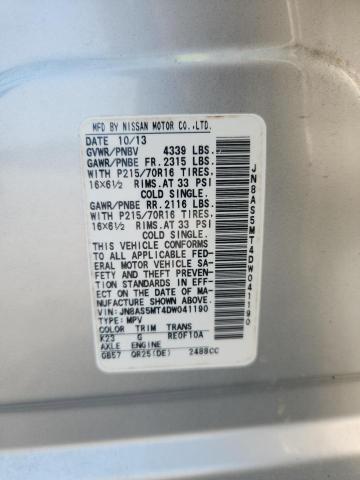 MFD BY NISSAN MOTOR CO.,LTD.
DATE 10/13
GVWR/PNBV 4339 LBS.
GAWR/PNBE FR.2315 LBS.
WITH P215/70R16 TIRES,
16X6½ RIMS.AT 33 PSI
COLD SINGLE.
GAWR/PNBE RR.2116 LBS.
WITH P215/70R16 TIRES,
16X6½ RIMS.AT 33 PSI
COLD SINGLE.
THIS VEHICLE CONFORMS
TO ALL APPLICABLE FED-
ERAL MOTOR VEHICLE SA-
FETY AND THEFT PREVENTION
STANDARDS IN EFF-
ECT ON THE DATE OF MA-
NUFACTURE SHOWN ABOVE.
VIN: JN8AS5MT4DW041190
TYPE: MPV
COLOR TRIM TRANS
K23 G RE0F10A
AXLE ENGINE
GB57 QR25(DE) 2488CC
JN8AS5MT4DW041190